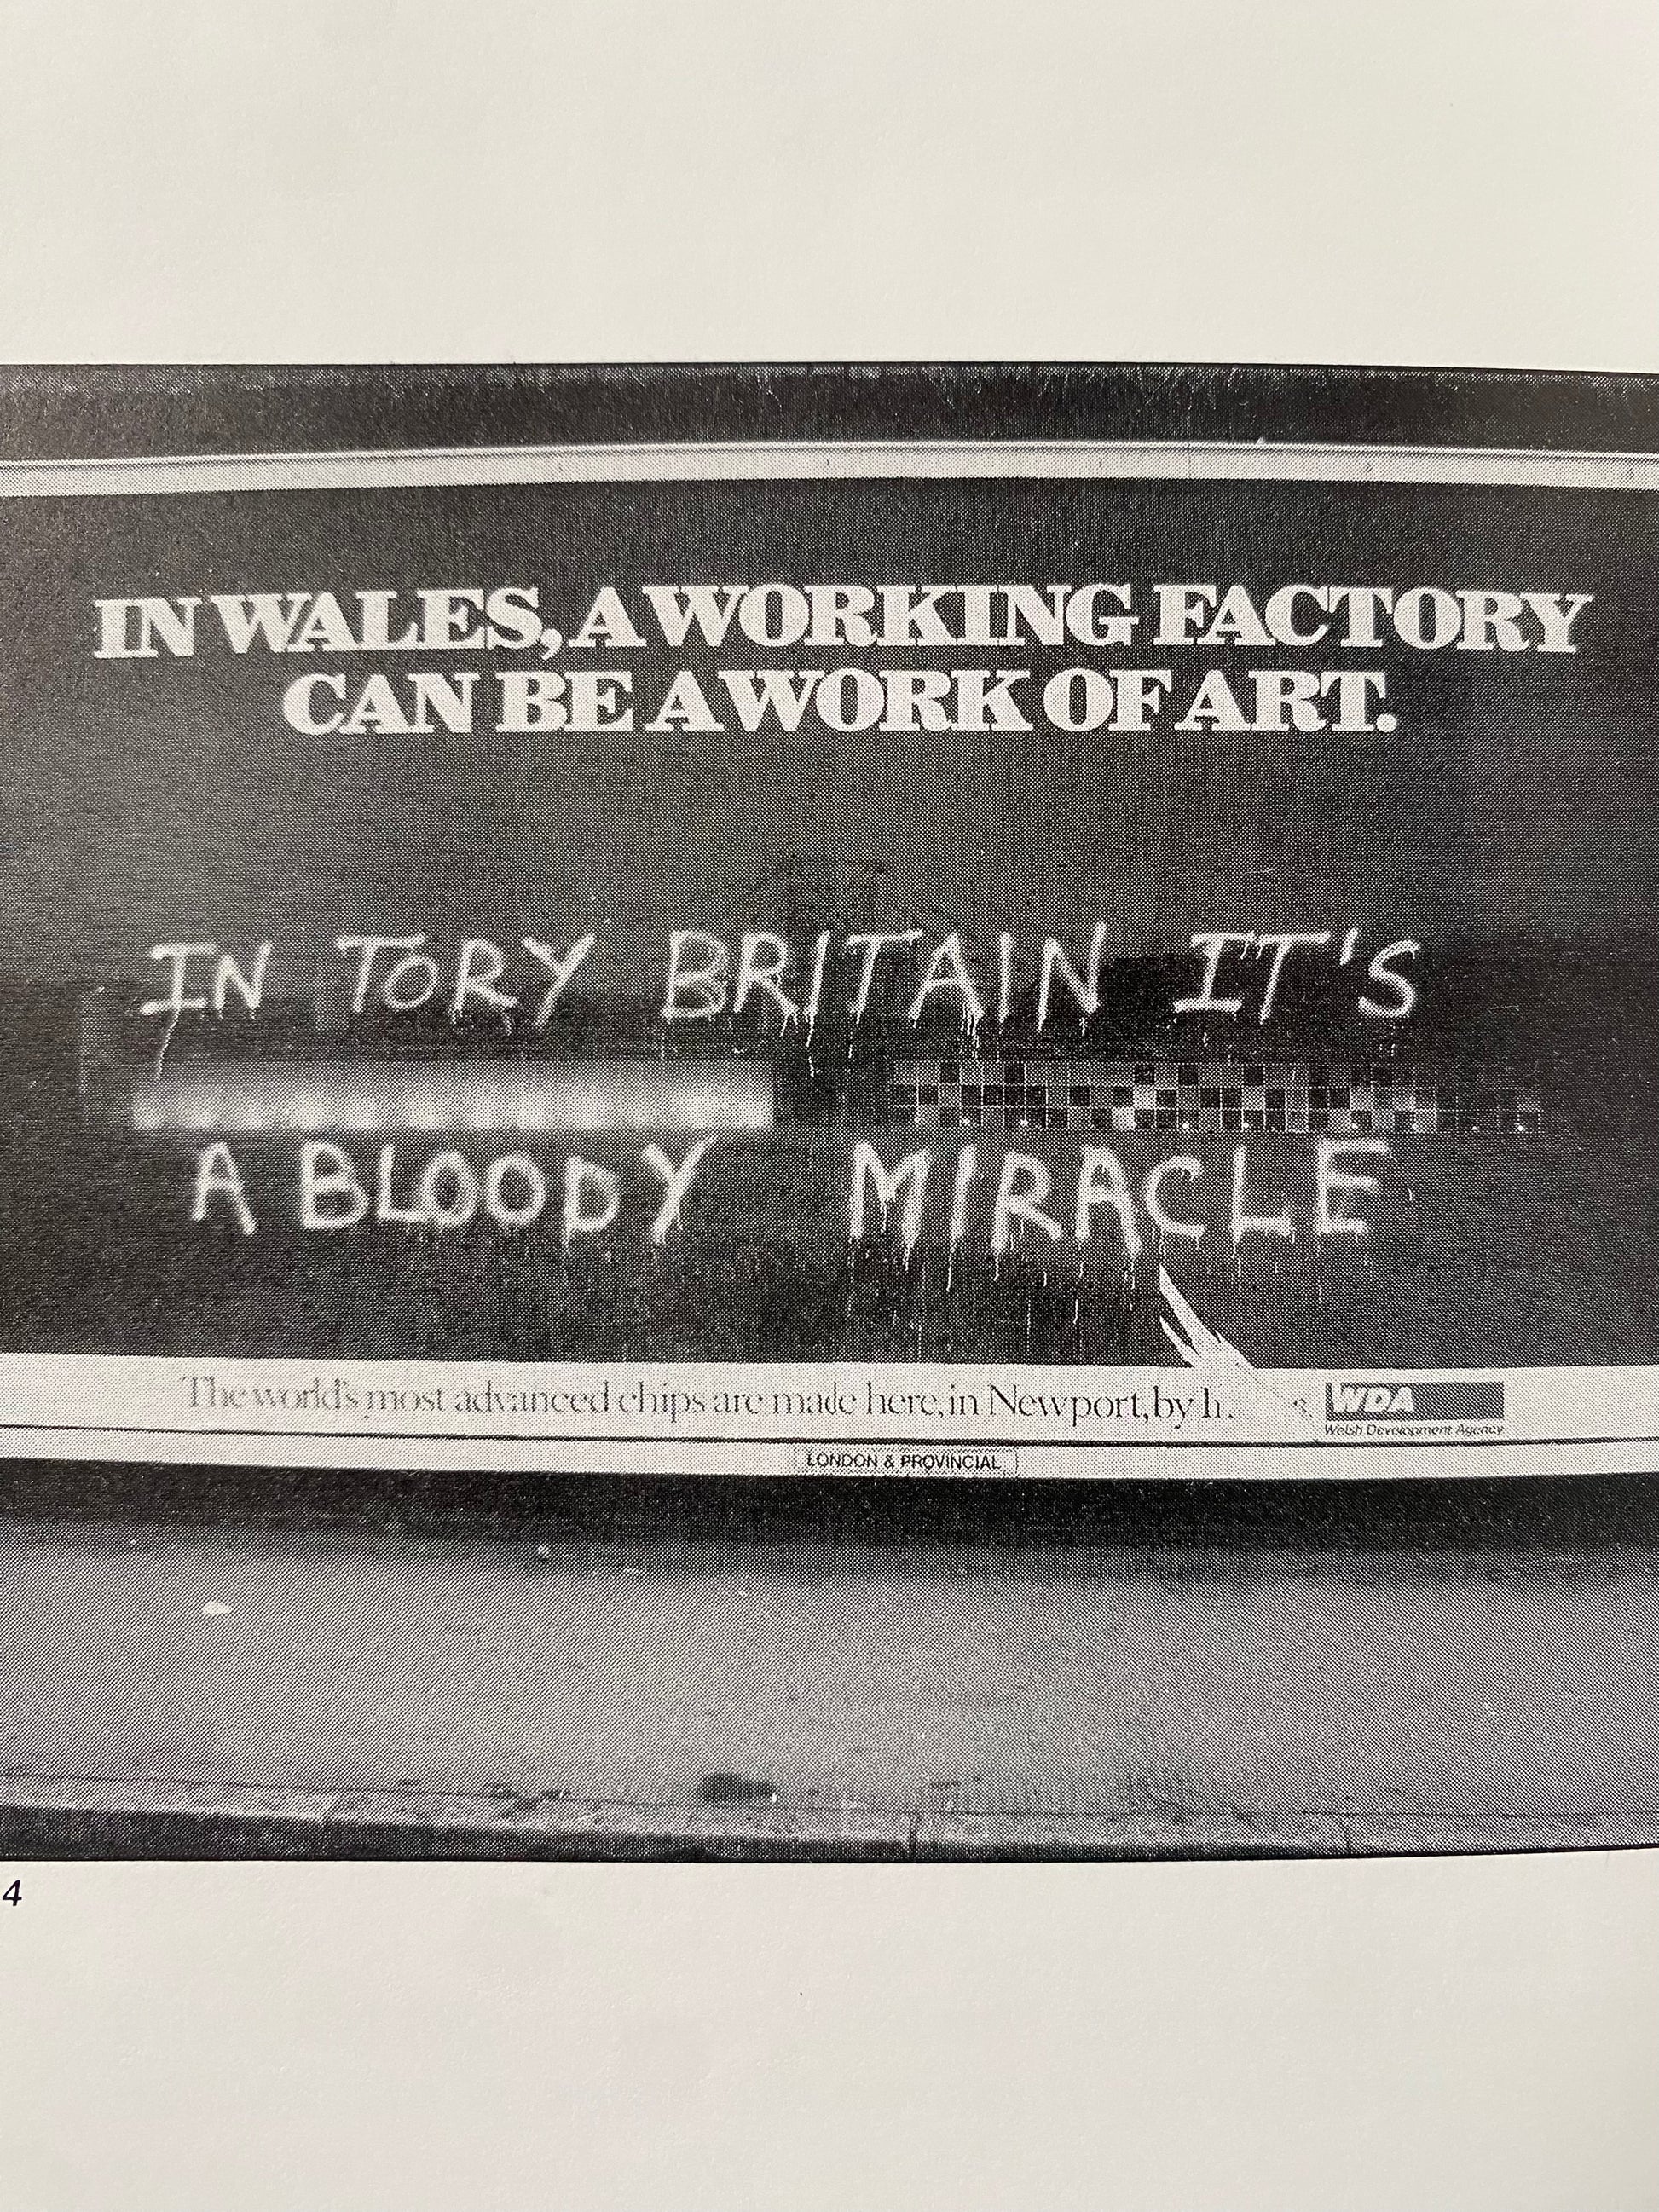 IN WALES, A WORKING FACTORY
CAN BE A WORK OF ART.
IN TORY BRITAIN IT'S
A BLOODY MIRACLE
The world's most advanced chips are made here, in Newport, by
WDA
Welsh Development Agency
LONDON & PROVINCIAL
4